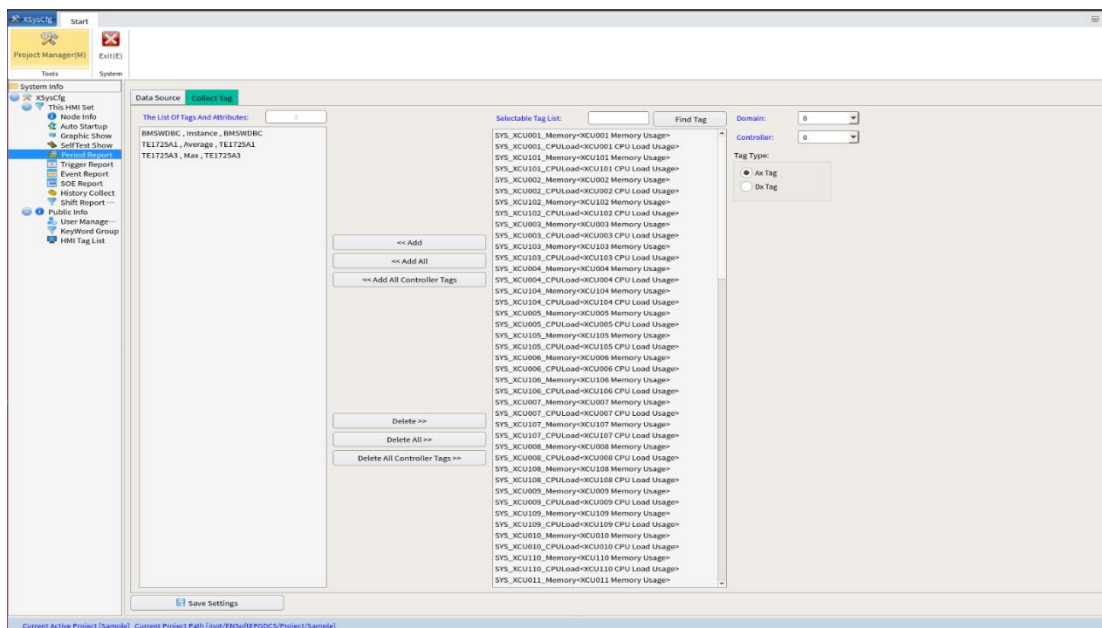 XSysCfg Start
Project Manager(M) Exit(E)
Tools System
System Info
XSysCfg
This HMI Set
Node Info
Auto Startup
Graphic Show
SelfTest Show
Period Report
Trigger Report
Event Report
SOE Report
History Collect
Shift Report ···
Public Info
User Manage···
KeyWord Group
HMI Tag List
Data Source Collect Tag
The List Of Tags And Attributes: 3
BMSWDBC , Instance , BMSWDBC
TE1725A1 , Average , TE1725A1
TE1725A3 , Max , TE1725A3
<< Add
<< Add All
<< Add All Controller Tags
Delete >>
Delete All >>
Delete All Controller Tags >>
Selectable Tag List: Find Tag
SYS_XCU001_Memory<XCU001 Memory Usage>
SYS_XCU001_CPULoad<XCU001 CPU Load Usage>
SYS_XCU101_Memory<XCU101 Memory Usage>
SYS_XCU101_CPULoad<XCU101 CPU Load Usage>
SYS_XCU002_Memory<XCU002 Memory Usage>
SYS_XCU002_CPULoad<XCU002 CPU Load Usage>
SYS_XCU102_Memory<XCU102 Memory Usage>
SYS_XCU102_CPULoad<XCU102 CPU Load Usage>
SYS_XCU003_Memory<XCU003 Memory Usage>
SYS_XCU003_CPULoad<XCU003 CPU Load Usage>
SYS_XCU103_Memory<XCU103 Memory Usage>
SYS_XCU103_CPULoad<XCU103 CPU Load Usage>
SYS_XCU004_Memory<XCU004 Memory Usage>
SYS_XCU004_CPULoad<XCU004 CPU Load Usage>
SYS_XCU104_Memory<XCU104 Memory Usage>
SYS_XCU104_CPULoad<XCU104 CPU Load Usage>
SYS_XCU005_Memory<XCU005 Memory Usage>
SYS_XCU005_CPULoad<XCU005 CPU Load Usage>
SYS_XCU105_Memory<XCU105 Memory Usage>
SYS_XCU105_CPULoad<XCU105 CPU Load Usage>
SYS_XCU006_Memory<XCU006 Memory Usage>
SYS_XCU006_CPULoad<XCU006 CPU Load Usage>
SYS_XCU106_Memory<XCU106 Memory Usage>
SYS_XCU106_CPULoad<XCU106 CPU Load Usage>
SYS_XCU007_Memory<XCU007 Memory Usage>
SYS_XCU007_CPULoad<XCU007 CPU Load Usage>
SYS_XCU107_Memory<XCU107 Memory Usage>
SYS_XCU107_CPULoad<XCU107 CPU Load Usage>
SYS_XCU008_Memory<XCU008 Memory Usage>
SYS_XCU008_CPULoad<XCU008 CPU Load Usage>
SYS_XCU108_Memory<XCU108 Memory Usage>
SYS_XCU108_CPULoad<XCU108 CPU Load Usage>
SYS_XCU009_Memory<XCU009 Memory Usage>
SYS_XCU009_CPULoad<XCU009 CPU Load Usage>
SYS_XCU109_Memory<XCU109 Memory Usage>
SYS_XCU109_CPULoad<XCU109 CPU Load Usage>
SYS_XCU010_Memory<XCU010 Memory Usage>
SYS_XCU010_CPULoad<XCU010 CPU Load Usage>
SYS_XCU110_Memory<XCU110 Memory Usage>
SYS_XCU110_CPULoad<XCU110 CPU Load Usage>
SYS_XCU011_Memory<XCU011 Memory Usage>
Domain: 0
Controller: 0
Tag Type:
Ax Tag
Dx Tag
Save Settings
Current Active Project [Sample] Current Project Path [/opt/ENSoftEPGDCS/Project/Sample]